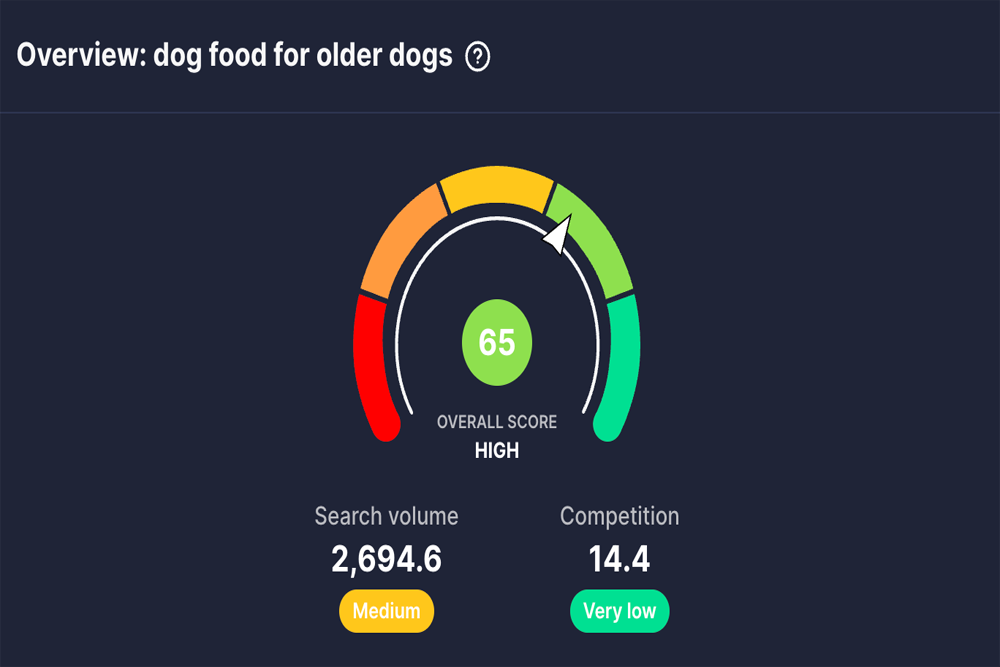 Overview: dog food for older dogs ?
65
OVERALL SCORE
HIGH
Search volume Competition
2,694.6 14.4
Medium Very low